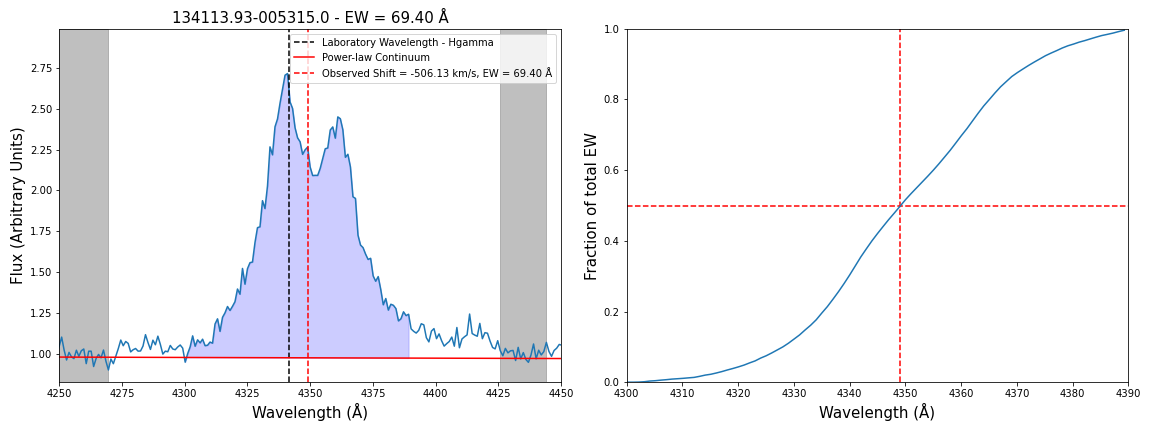 134113.93-005315.0 - EW = 69.40 Å
Laboratory Wavelength - Hgamma
Power-law Continuum
Observed Shift = -506.13 km/s, EW = 69.40 Å
Flux (Arbitrary Units)
2.75
2.50
2.25
2.00
1.75
1.50
1.25
1.00
4250 4275 4300 4325 4350 4375 4400 4425 4450
Wavelength (Å)
Fraction of total EW
1.0
0.8
0.6
0.4
0.2
0.0
4300 4310 4320 4330 4340 4350 4360 4370 4380 4390
Wavelength (Å)